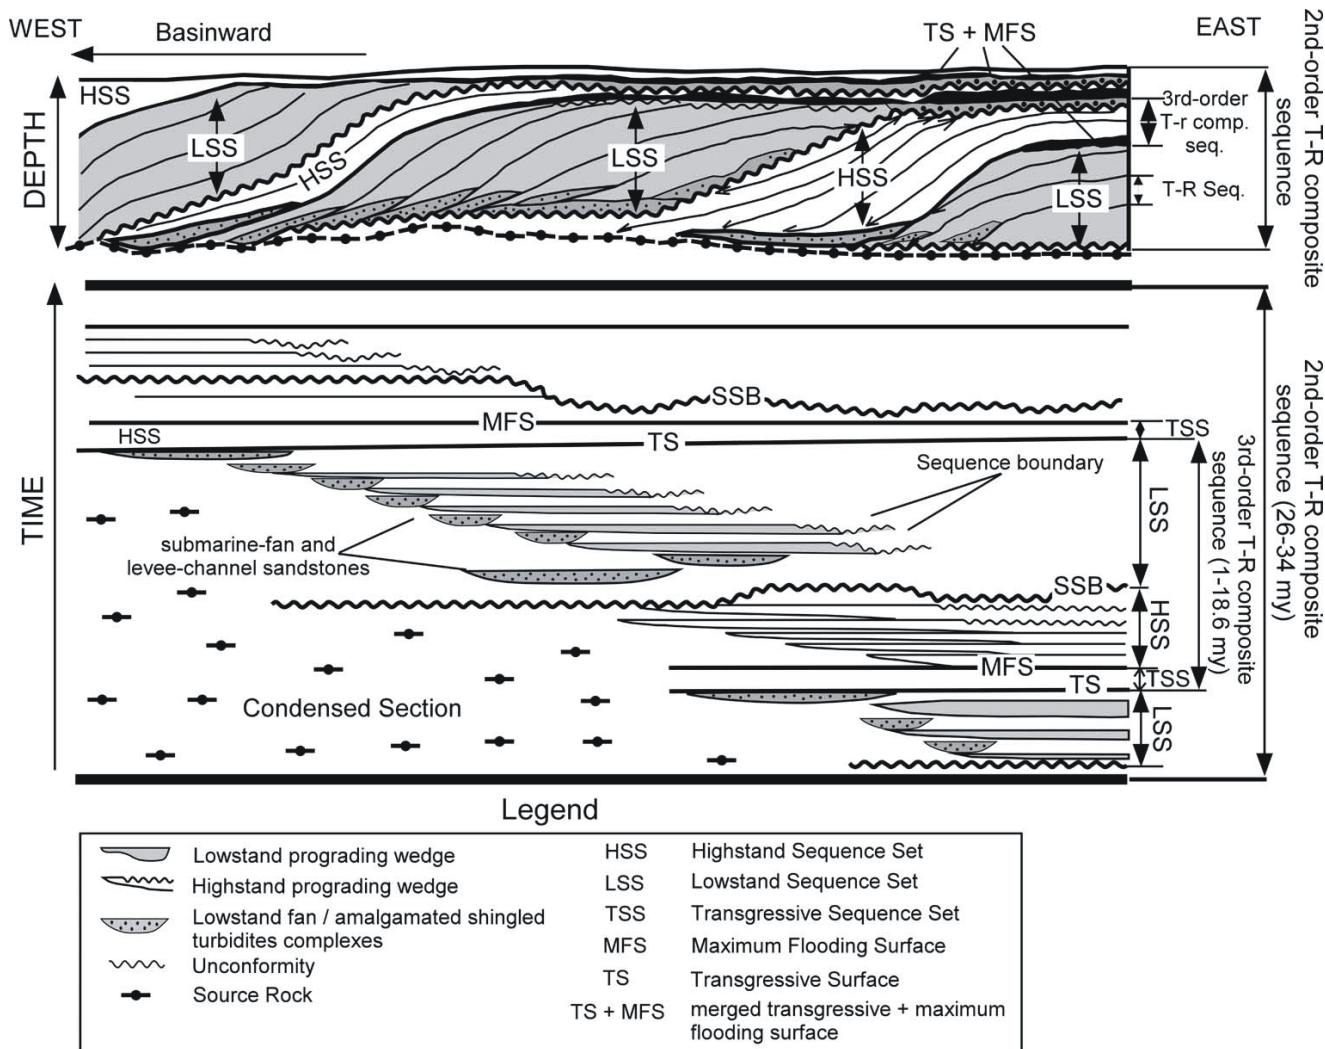 WEST
Basinward
TS + MFS
EAST
HSS
LSS
HSS
LSS
HSS
LSS
3rd-order
T-r comp.
seq.
T-R Seq.
DEPTH
2nd-order T-R composite
sequence
SSB
MFS
TSS
HSS
TS
Sequence boundary
submarine-fan and
levee-channel sandstones
LSS
SSB
HSS
MFS
TSS
TS
LSS
Condensed Section
TIME
3rd-order T-R composite
sequence (1-18.6 my)
2nd-order T-R composite
sequence (26-34 my)
Legend
Lowstand prograding wedge
Highstand prograding wedge
Lowstand fan / amalgamated shingled
turbidites complexes
Unconformity
Source Rock
HSS Highstand Sequence Set
LSS Lowstand Sequence Set
TSS Transgressive Sequence Set
MFS Maximum Flooding Surface
TS Transgressive Surface
TS + MFS merged transgressive + maximum
flooding surface